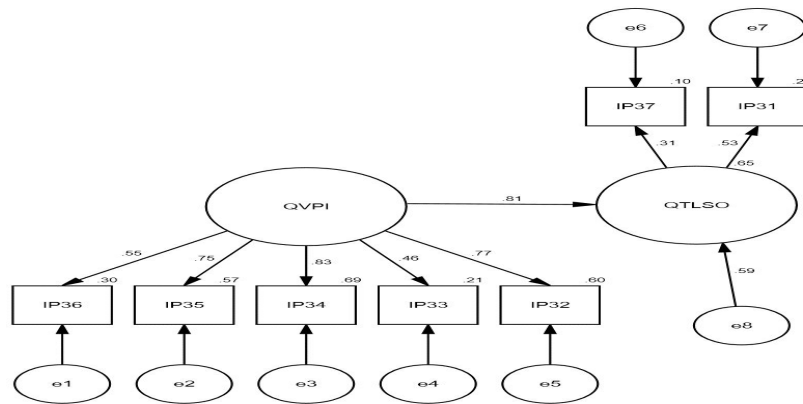 e6 e7
.10 .2
IP37 IP31
.31 .53 .65
QVPI .81 QTLSO
.55 .75 .83 .46 .77
.59
.30 .57 .69 .21 .60
IP36 IP35 IP34 IP33 IP32
e8
e1 e2 e3 e4 e5